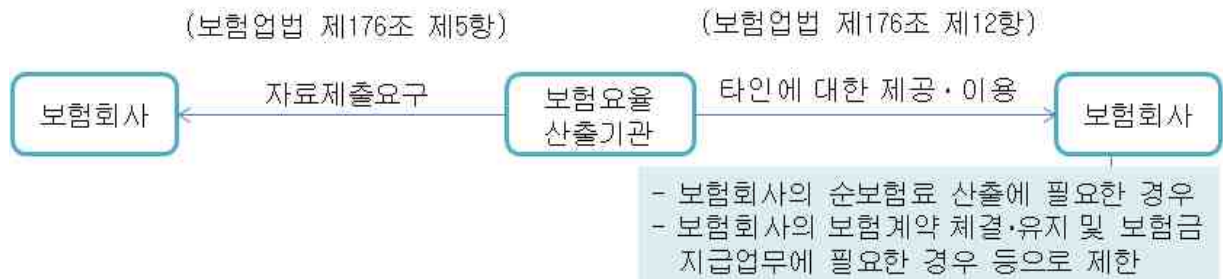 (보험업법 제176조 제5항)
(보험업법 제176조 제12항)
보험회사
자료제출요구
보험요율
산출기관
타인에 대한 제공·이용
보험회사
- 보험회사의 순보험료 산출에 필요한 경우
- 보험회사의 보험계약 체결·유지 및 보험금
지급업무에 필요한 경우 등으로 제한